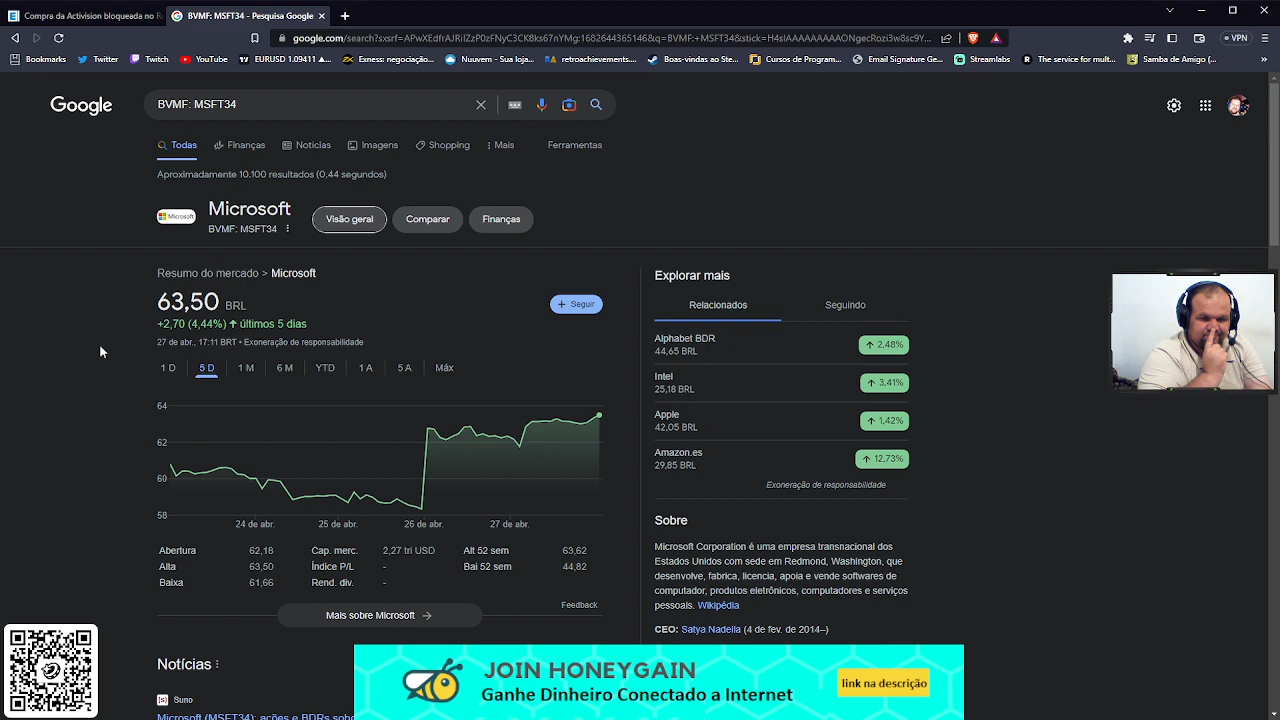 Compra da Activision bloqueada no R
BVMF: MSFT34 - Pesquisa Google
google.com/search?sxsrf=APwXEdfrAJRiIZzP0zFNyC3CK8ks67nYMg:1682644365146&q=BVMF:+MSFT34&stick=H4sIAAAAAAAAAONgecRozi3w8sc9Y...
VPN
Bookmarks
Twitter
Twitch
YouTube
EURUSD 1.09411 ▲...
Exness: negociação...
Nuuvem - Sua loja...
retroachievements....
Boas-vindas ao Ste...
Cursos de Program...
Email Signature Ge...
Streamlabs
The service for mult...
Samba de Amigo (...
Google
BVMF: MSFT34
Todas
Finanças
Notícias
Imagens
Shopping
Mais
Ferramentas
Aproximadamente 10.100 resultados (0,44 segundos)
Microsoft
Microsoft
BVMF: MSFT34
Visão geral
Comparar
Finanças
Resumo do mercado > Microsoft
63,50 BRL
+ Seguir
+2,70 (4,44%) ↑ últimos 5 dias
27 de abr., 17:11 BRT • Exoneração de responsabilidade
1 D
5 D
1 M
6 M
YTD
1 A
5 A
Máx
64
62
60
58
24 de abr.
25 de abr.
26 de abr.
27 de abr.
Abertura 62,18
Cap. merc. 2,27 tri USD
Alt 52 sem 63,62
Alta 63,50
Índice P/L -
Bai 52 sem 44,82
Baixa 61,66
Rend. div. -
Feedback
Mais sobre Microsoft →
Notícias
Suno
Microsoft (MSFT34): ações e BDRs sobe
Explorar mais
Relacionados
Seguindo
Alphabet BDR
44,65 BRL
↑ 2,48%
Intel
25,18 BRL
↑ 3,41%
Apple
42,05 BRL
↑ 1,42%
Amazon.es
29,85 BRL
↑ 12,73%
Exoneração de responsabilidade
Sobre
Microsoft Corporation é uma empresa transnacional dos
Estados Unidos com sede em Redmond, Washington, que
desenvolve, fabrica, licencia, apoia e vende softwares de
computador, produtos eletrônicos, computadores e serviços
pessoais. Wikipédia
CEO: Satya Nadella (4 de fev. de 2014–)
JOIN HONEYGAIN
Ganhe Dinheiro Conectado a Internet
link na descrição